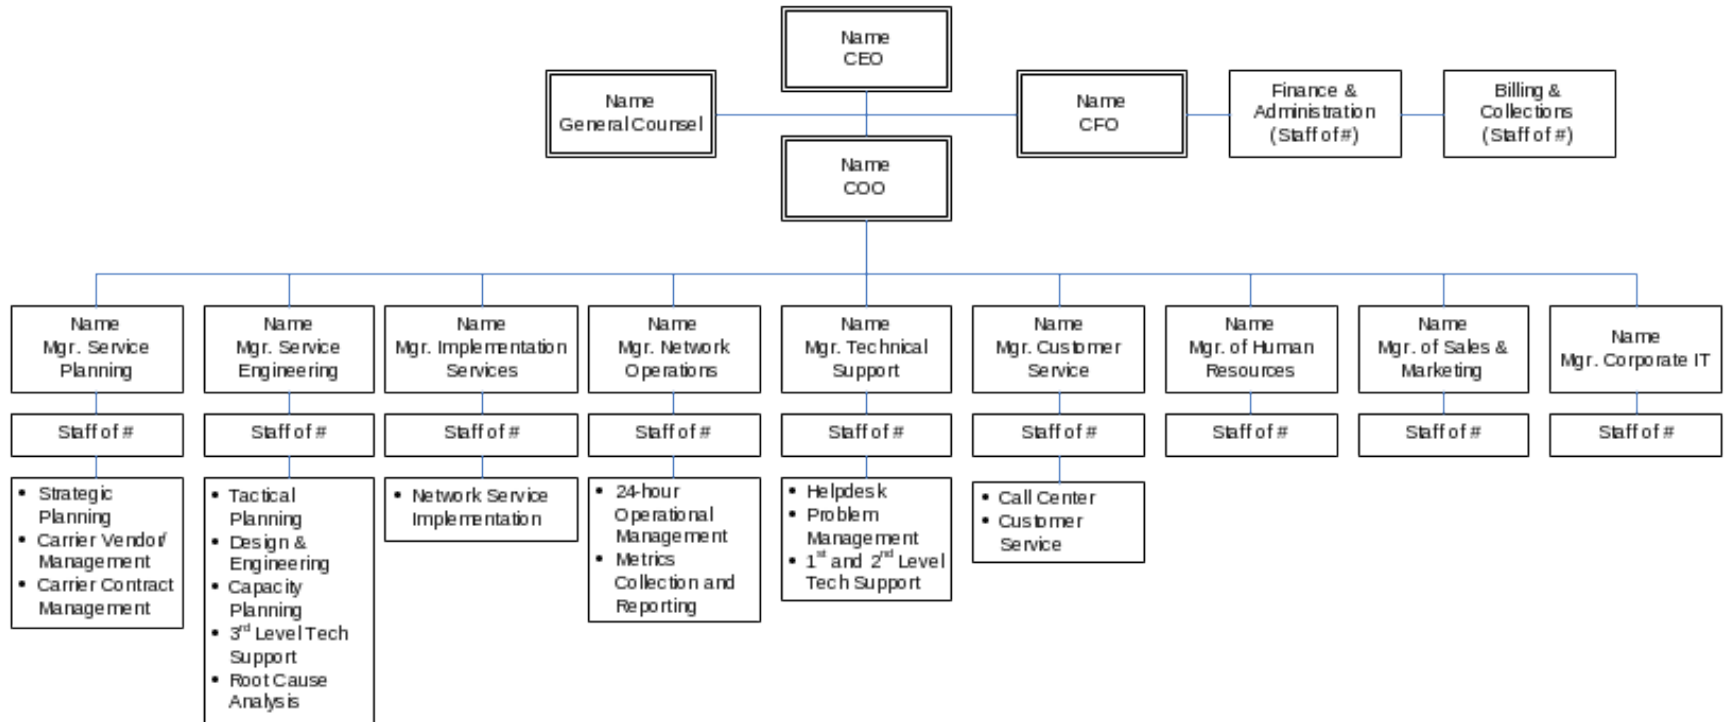 Name
CEO
Name
General Counsel
Name
CFO
Finance &
Administration
(Staff of #)
Billing &
Collections
(Staff of #)
Name
COO
Name
Mgr. Service
Planning
Name
Mgr. Service
Engineering
Name
Mgr. Implementation
Services
Name
Mgr. Network
Operations
Name
Mgr. Technical
Support
Name
Mgr. Customer
Service
Name
Mgr. of Human
Resources
Name
Mgr. of Sales &
Marketing
Name
Mgr. Corporate IT
Staff of #
Staff of #
Staff of #
Staff of #
Staff of #
Staff of #
Staff of #
Staff of #
Staff of #
• Strategic
Planning
• Carrier Vendor/
Management
• Carrier Contract
Management
• Tactical
Planning
• Design &
Engineering
• Capacity
Planning
• 3rd Level Tech
Support
• Root Cause
Analysis
• Network Service
Implementation
• 24-hour
Operational
Management
• Metrics
Collection and
Reporting
• Helpdesk
• Problem
Management
• 1st and 2nd Level
Tech Support
• Call Center
• Customer
Service